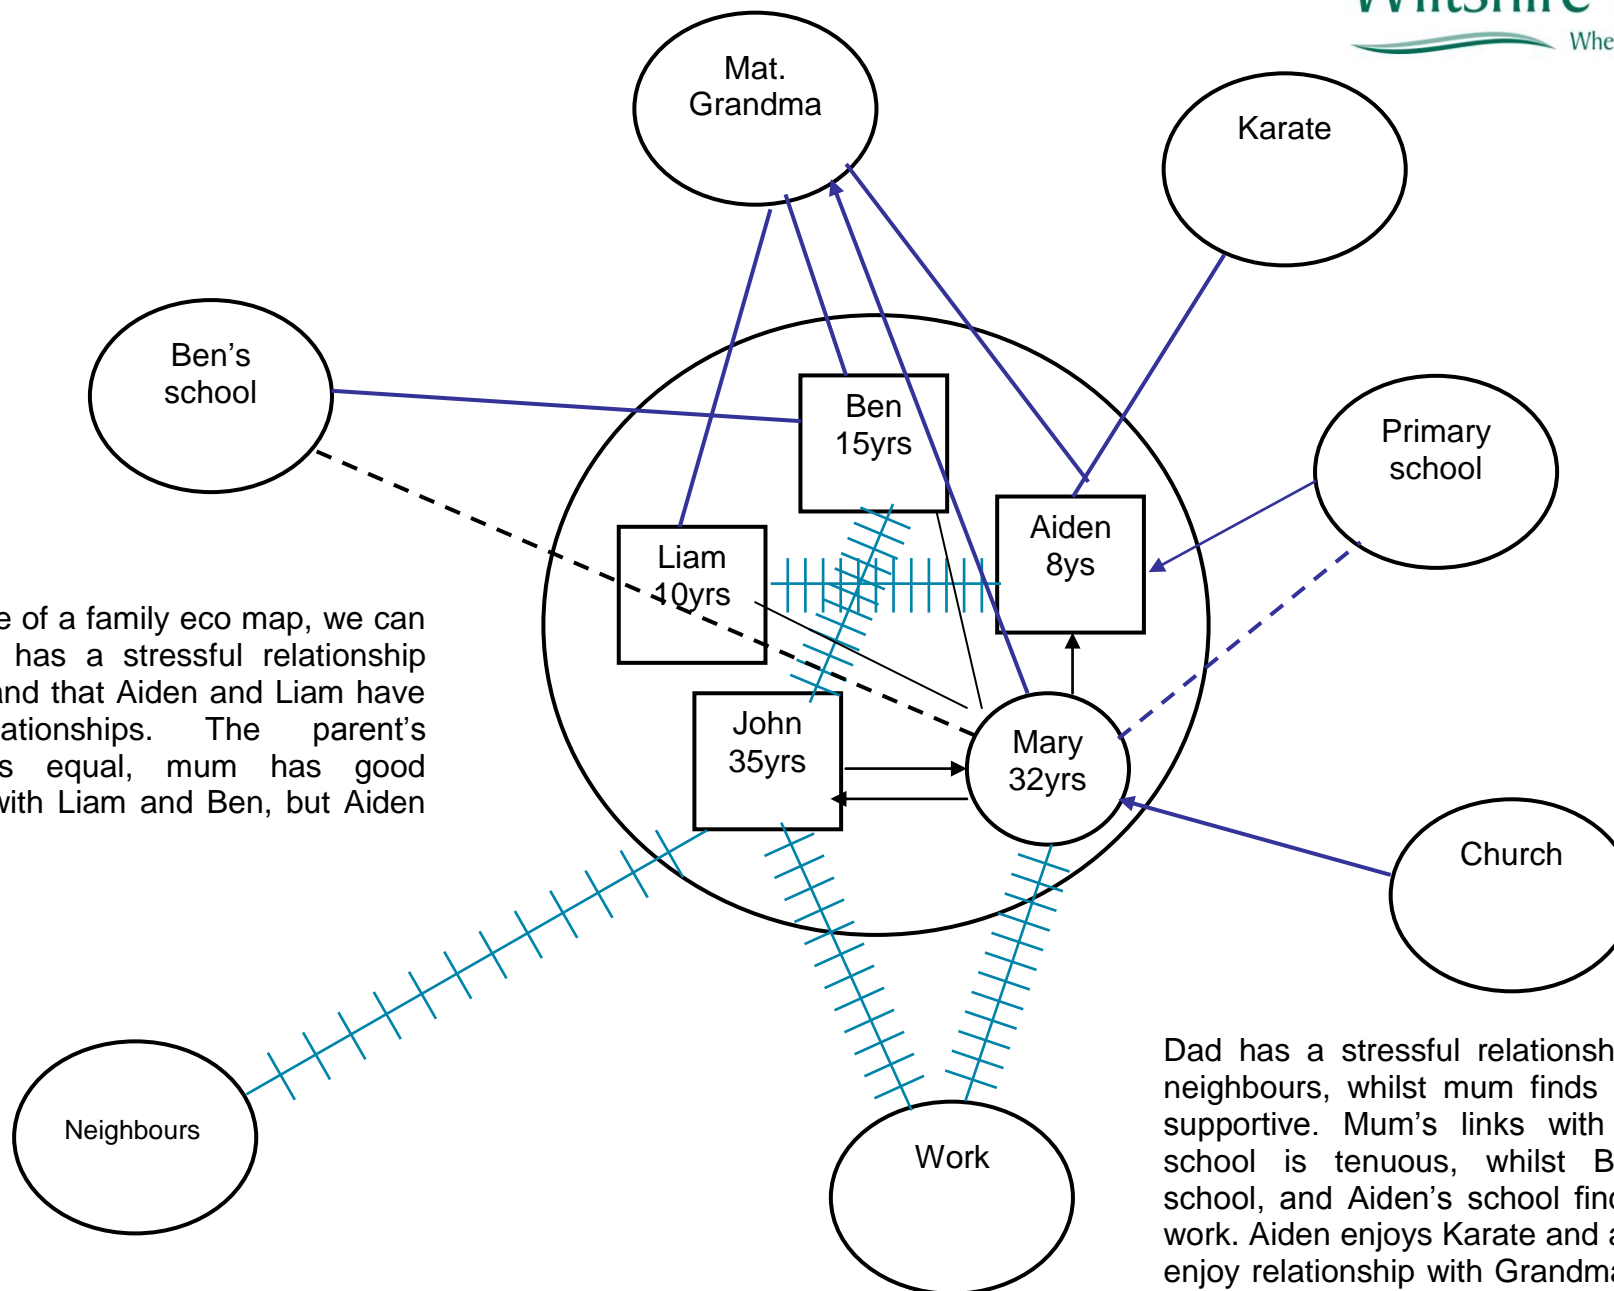 Wiltshire
Whe
Mat.
Grandma
Karate
Ben's
school
Ben
15yrs
Primary
school
Aiden
8ys
Liam
10yrs
e of a family eco map, we can
has a stressful relationship
and that Aiden and Liam have
ationships. The parent's
s equal, mum has good
with Liam and Ben, but Aiden
John
35yrs
Mary
32yrs
Church
Neighbours
Work
Dad has a stressful relationsh
neighbours, whilst mum finds
supportive. Mum's links with
school is tenuous, whilst B
school, and Aiden's school find
work. Aiden enjoys Karate and a
enjoy relationship with Grandma